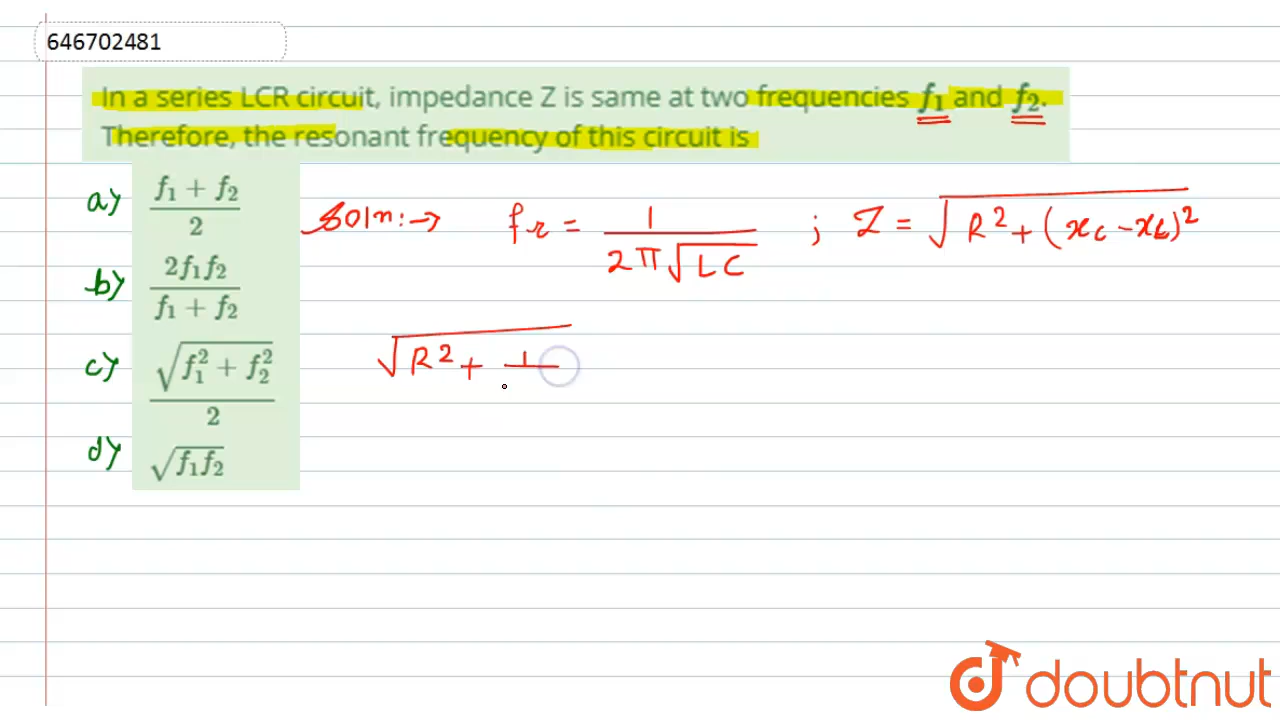 646702481
In a series LCR circuit, impedance Z is same at two frequencies f₁ and f₂.
Therefore, the resonant frequency of this circuit is
a) (f₁ + f₂)/2
b) 2f₁f₂/(f₁ + f₂)
c) √(f₁² + f₂²)/2
d) √(f₁f₂)
Soln:→ fr = 1/(2π√(LC)) ; Z = √(R² + (xc - xL)²)
√(R² + 1/
doubtnut